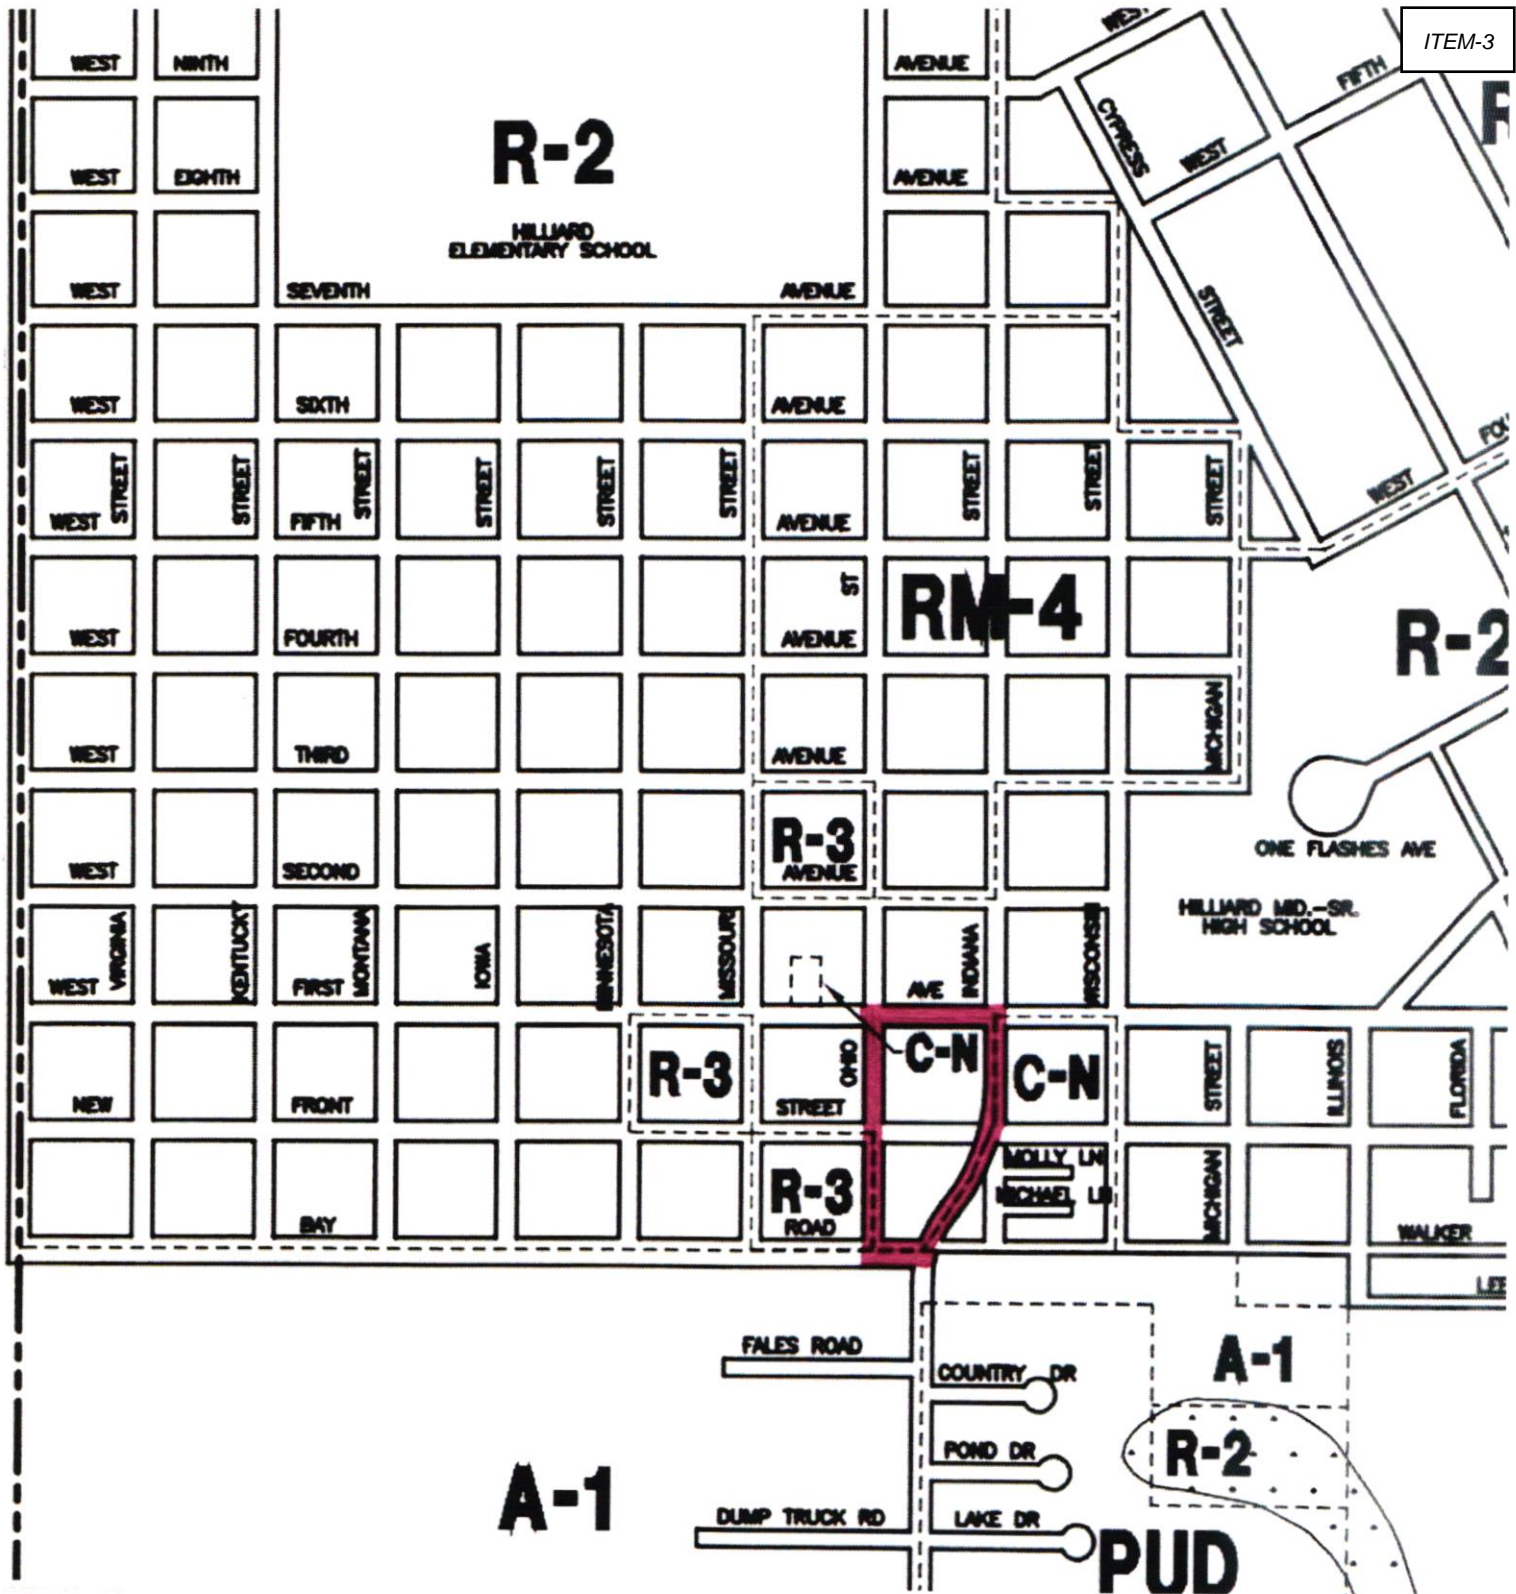 ITEM-3
WEST
WEST NINTH AVENUE
FIFTH
CYPRESS
WEST
R-2
WEST EIGHTH AVENUE
HILLIARD
ELEMENTARY SCHOOL
WEST SEVENTH AVENUE
STREET
WEST SIXTH AVENUE
WEST
STREET STREET STREET STREET STREET STREET STREET STREET STREET
WEST FIFTH AVENUE
ST
RM-4
R-2
WEST FOURTH AVENUE
MICHIGAN
WEST THIRD AVENUE
R-3
ONE FLASHES AVE
WEST SECOND AVENUE
HILLIARD MID.-SR.
HIGH SCHOOL
VIRGINIA KENTUCKY MONTANA IOWA MINNESOTA MISSOURI INDIANA WISCONSIN
WEST FIRST AVE
OHIO
C-N
R-3
C-N
STREET ILLINOIS FLORIDA
NEW FRONT STREET
MOLLY LN
MICHAEL LN
R-3
MICHIGAN
BAY ROAD
WALKER
FALES ROAD
A-1
COUNTRY DR
POND DR
R-2
A-1
DUMP TRUCK RD
LAKE DR
PUD